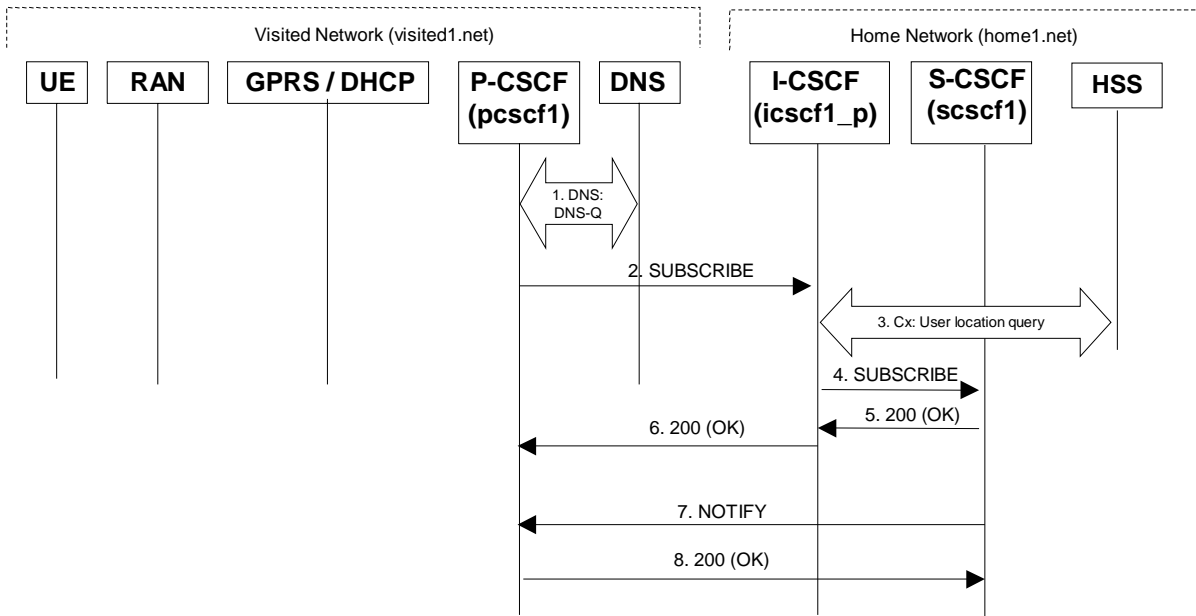 Visited Network (visited1.net)
Home Network (home1.net)
UE
RAN
GPRS / DHCP
P-CSCF
(pcscf1)
DNS
I-CSCF
(icscf1_p)
S-CSCF
(scscf1)
HSS
1. DNS:
DNS-Q
2. SUBSCRIBE
3. Cx: User location query
4. SUBSCRIBE
5. 200 (OK)
6. 200 (OK)
7. NOTIFY
8. 200 (OK)